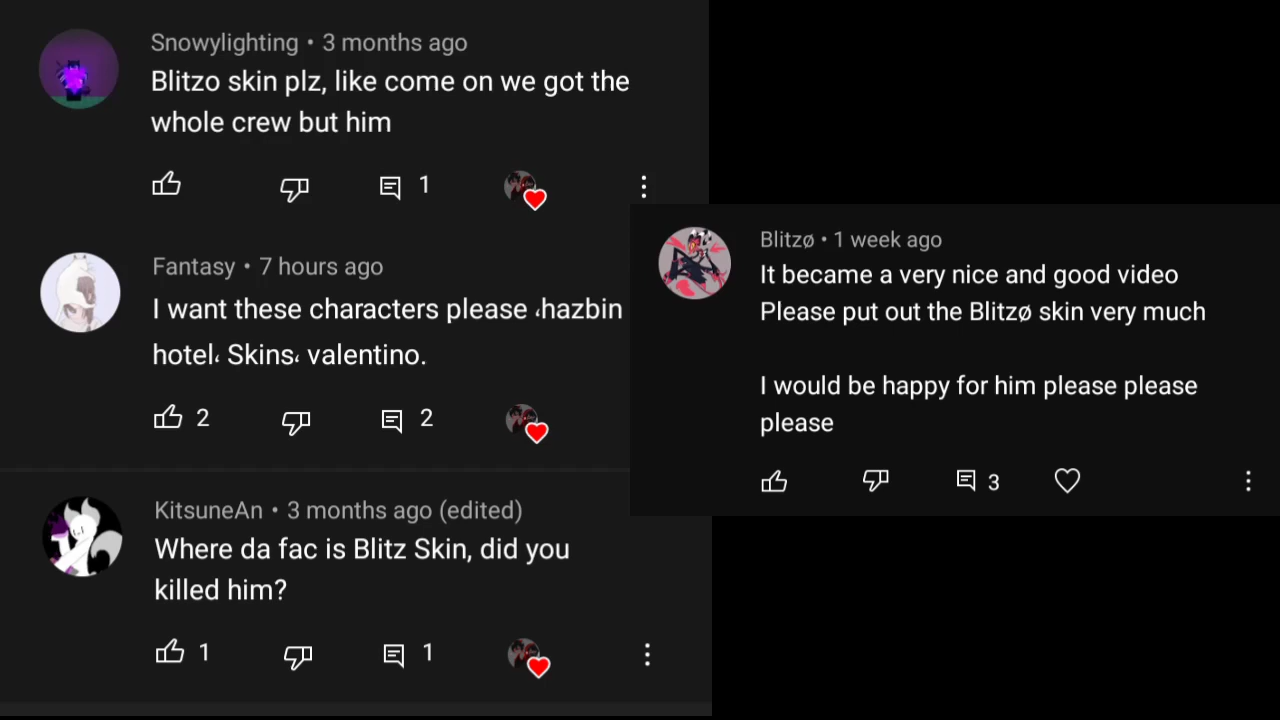 Snowylighting • 3 months ago
Blitzo skin plz, like come on we got the
whole crew but him
1
Fantasy • 7 hours ago
I want these characters please ‹hazbin
hotel‹ Skins‹ valentino.
2 2
KitsuneAn • 3 months ago (edited)
Where da fac is Blitz Skin, did you
killed him?
1 1
Blitzø • 1 week ago
It became a very nice and good video
Please put out the Blitzø skin very much
I would be happy for him please please
please
3